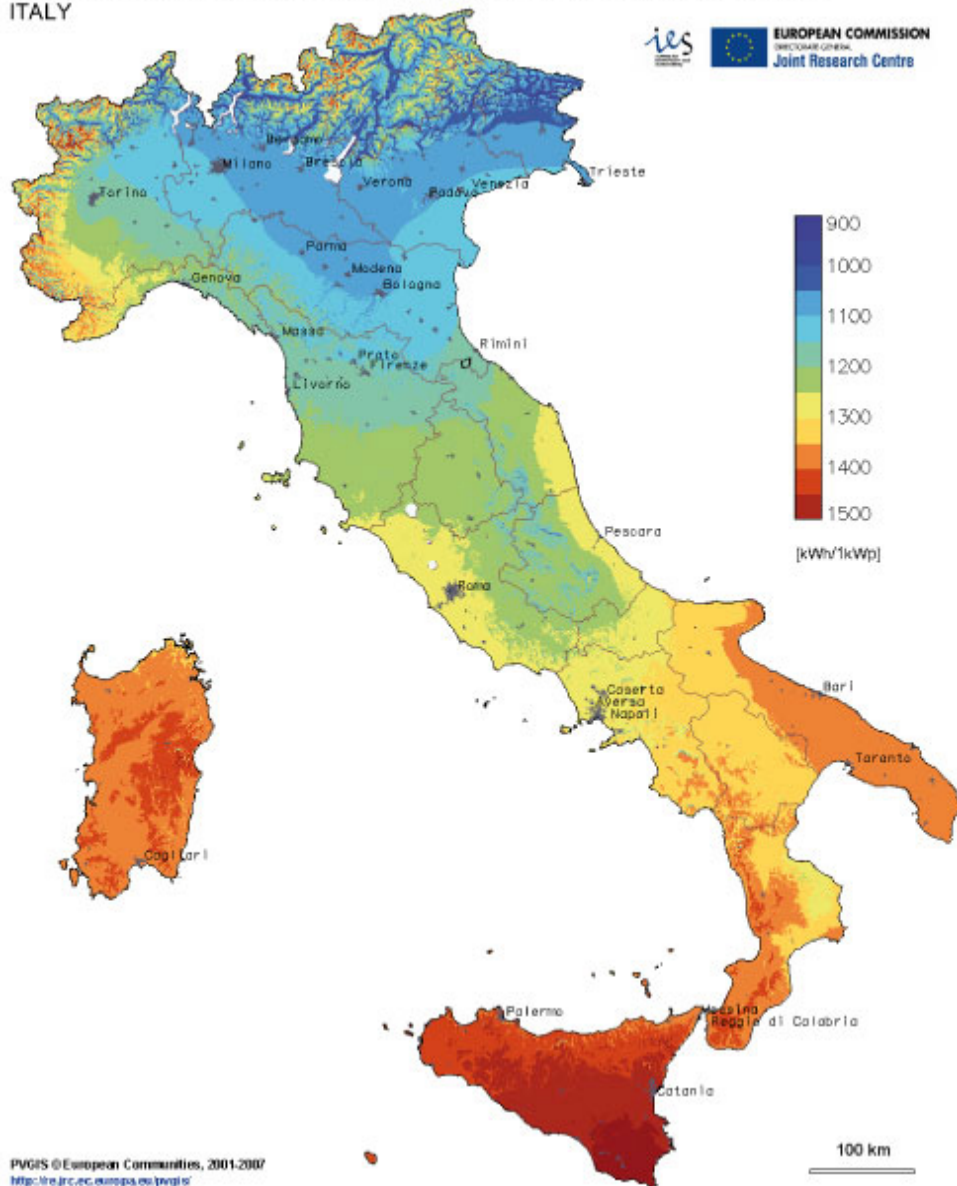 ITALY
ies
EUROPEAN COMMISSION
DIRECTORATE-GENERAL
Joint Research Centre
Bergamo
Milano
Brescia
Trieste
Verona
Venezia
Torino
Padova
900
Parma
1000
Modena
Genova
Bologna
1100
Massa
Rimini
Prato
Firenze
1200
Livorno
1300
1400
1500
Pescara
[kWh/1kWp]
Roma
Caserta
Bari
Aversa
Napoli
Taranto
Cagliari
Palermo
Messina
Reggio di Calabria
Catania
100 km
PVGIS © European Communities, 2001-2007
http://re.jrc.ec.europa.eu/pvgis/